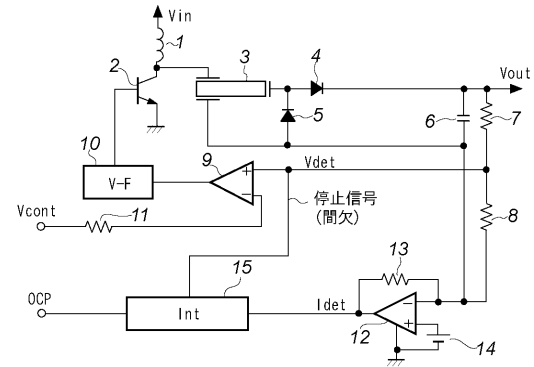 Vin
1
2
3
4
Vout
5
6
7
10
9
+
Vdet
V-F
−
Vcont
11
停止信号
(間欠)
8
15
13
OCP
Int
Idet
−
+
12
14